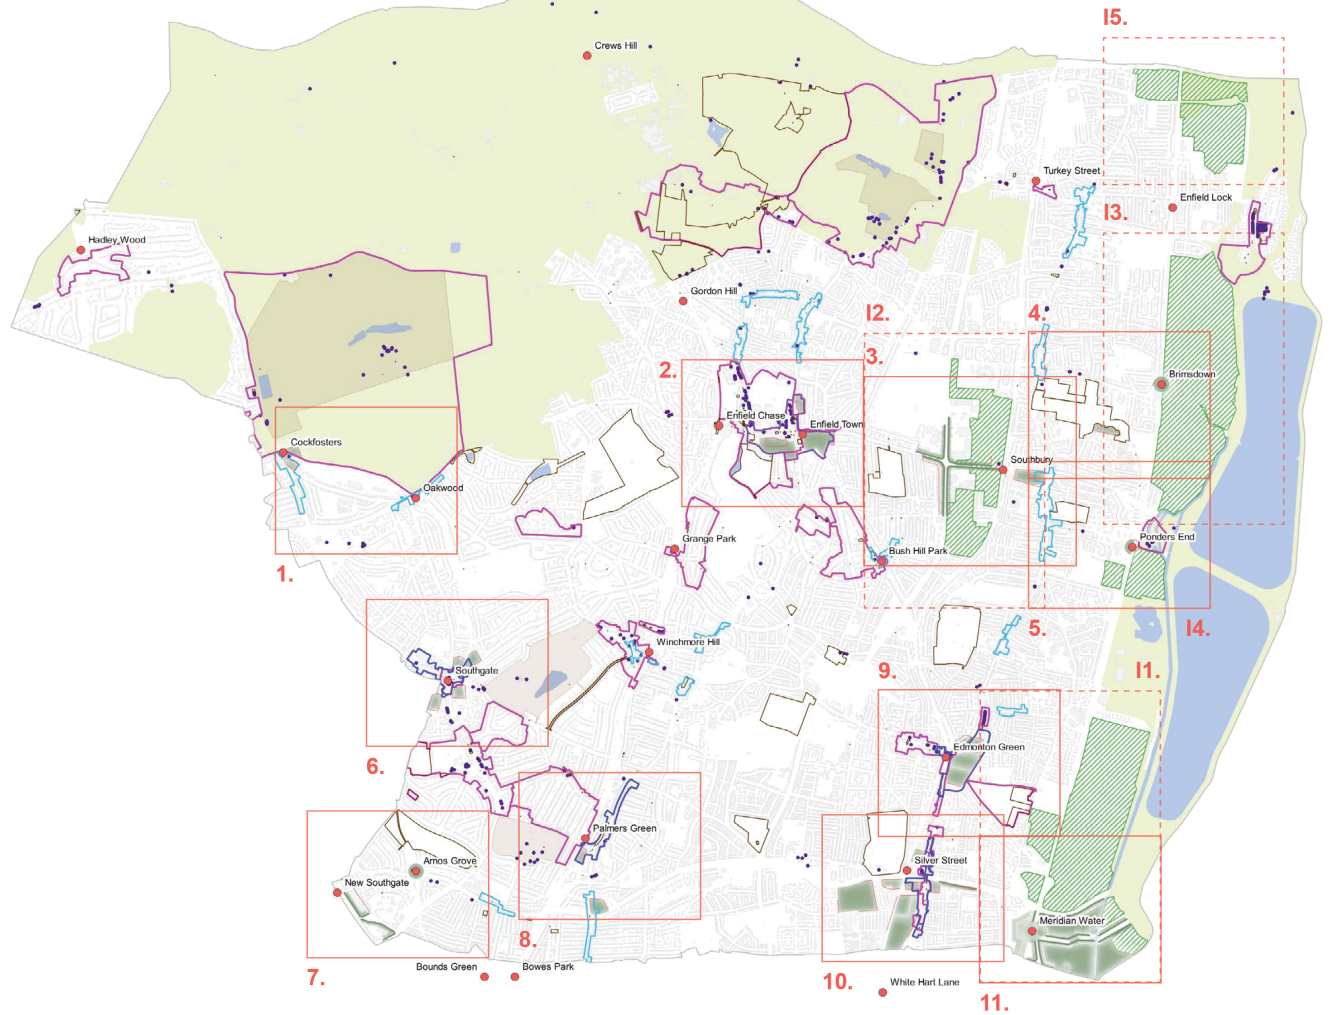 I5.
Crews Hill
Turkey Street
Enfield Lock
I3.
Hadley Wood
Gordon Hill
I2.
4.
3.
2.
Brimsdown
Enfield Chase
Enfield Town
Cockfosters
Southbury
Oakwood
Grange Park
Ponders End
Bush Hill Park
1.
5.
I4.
Winchmore Hill
Southgate
9.
I1.
Edmonton Green
6.
Palmers Green
Arnos Grove
Silver Street
New Southgate
Meridian Water
8.
Bounds Green
Bowes Park
7.
10.
White Hart Lane
11.